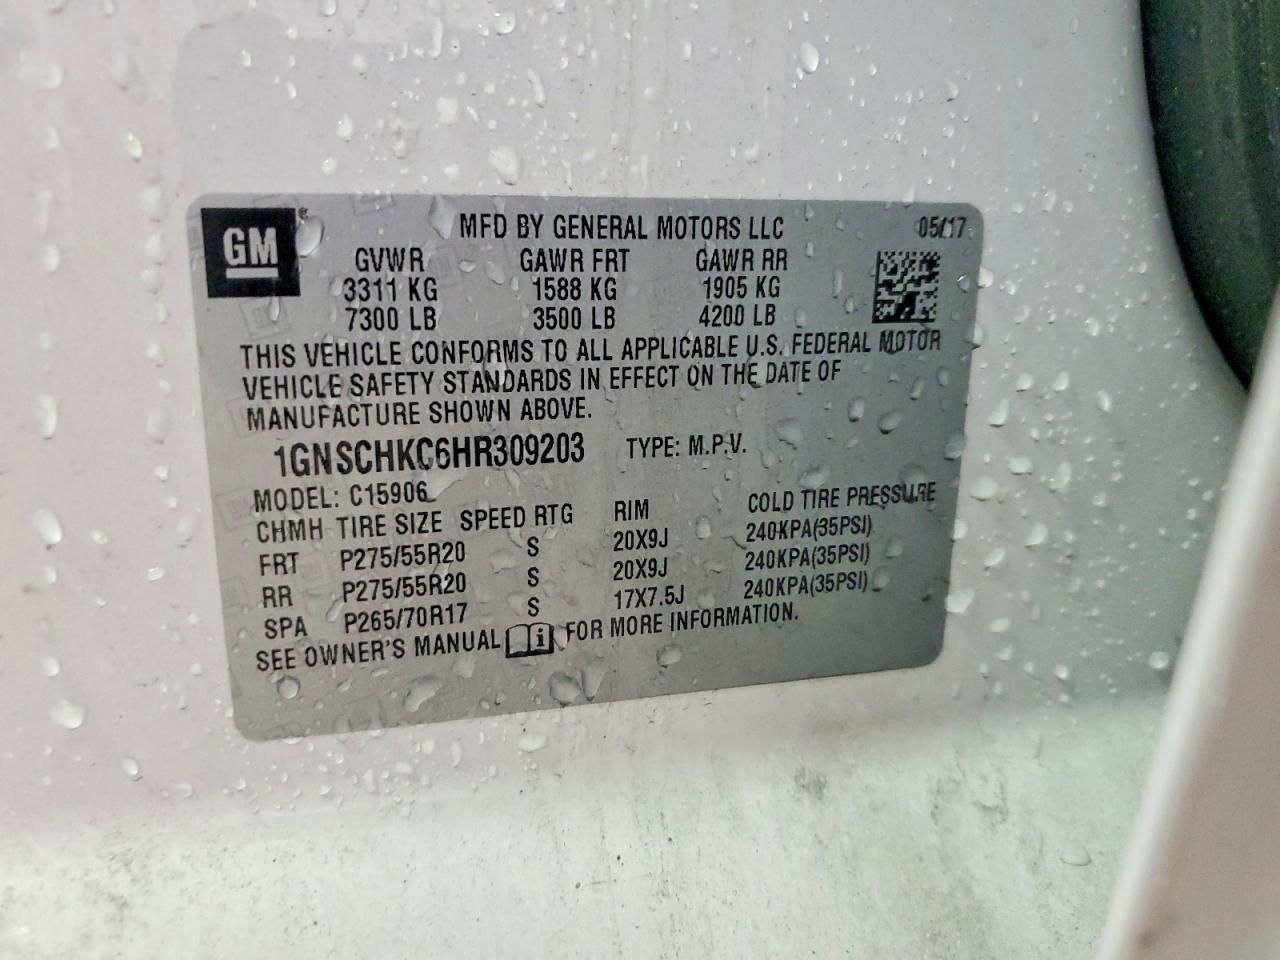 GM ®
MFD BY GENERAL MOTORS LLC 05/17
GVWR GAWR FRT GAWR RR
3311 KG 1588 KG 1905 KG
7300 LB 3500 LB 4200 LB
THIS VEHICLE CONFORMS TO ALL APPLICABLE U.S. FEDERAL MOTOR
VEHICLE SAFETY STANDARDS IN EFFECT ON THE DATE OF
MANUFACTURE SHOWN ABOVE.
1GNSCHKC6HR309203 TYPE: M.P.V.
MODEL: C15906
CHMH TIRE SIZE SPEED RTG RIM COLD TIRE PRESSURE
FRT P275/55R20 S 20X9J 240KPA(35PSI)
RR P275/55R20 S 20X9J 240KPA(35PSI)
SPA P265/70R17 S 17X7.5J 240KPA(35PSI)
SEE OWNER'S MANUAL i FOR MORE INFORMATION.